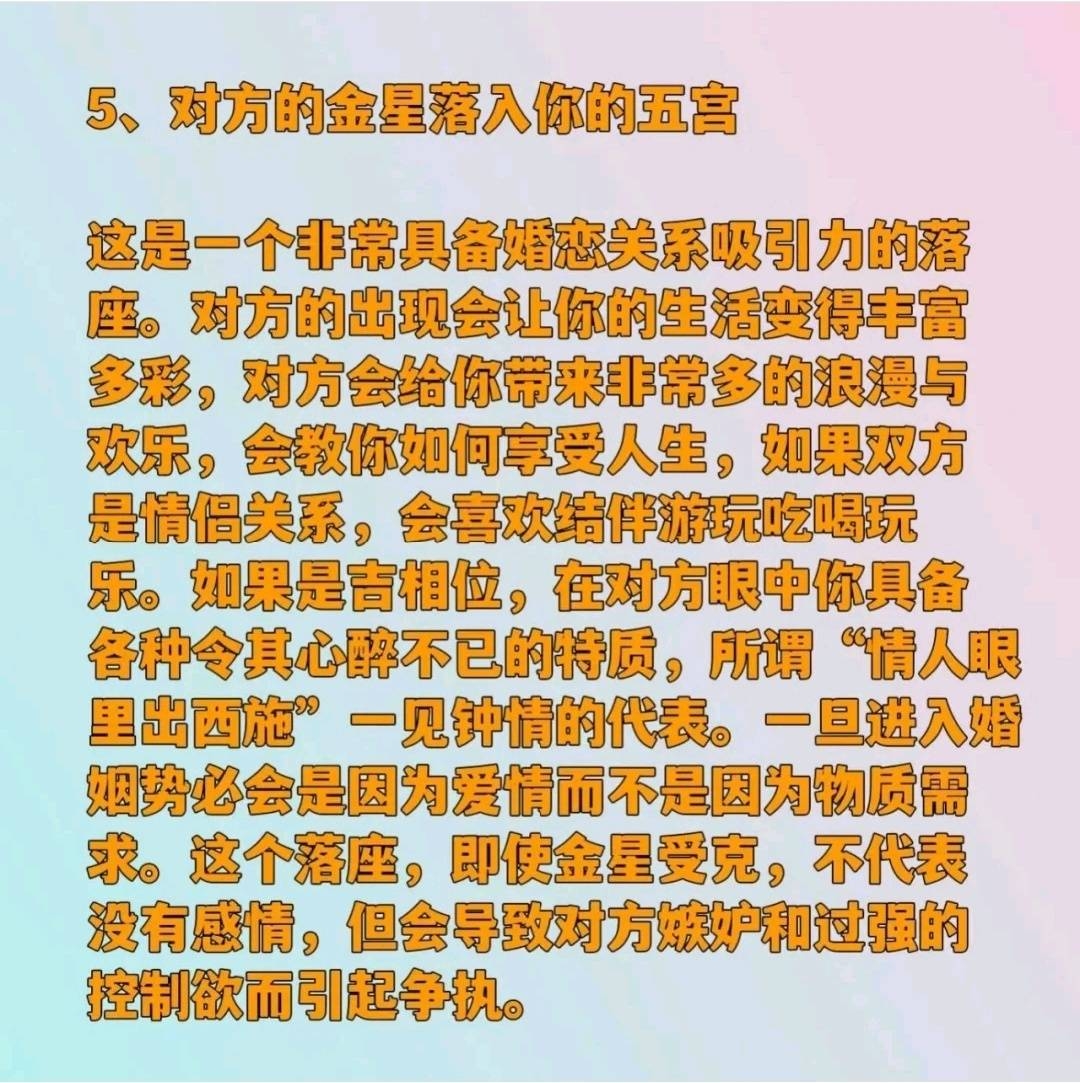 5、对方的金星落入你的五宫
这是一个非常具备婚恋关系吸引力的落
座。对方的出现会让你的生活变得丰富
多彩，对方会给你带来非常多的浪漫与
欢乐，会教你如何享受人生，如果双方
是情侣关系，会喜欢结伴游玩吃喝玩
乐。如果是吉相位，在对方眼中你具备
各种令其心醉不已的特质，所谓“情人眼
里出西施”一见钟情的代表。一旦进入婚
姻势必会是因为爱情而不是因为物质需
求。这个落座，即使金星受克，不代表
没有感情，但会导致对方嫉妒和过强的
控制欲而引起争执。